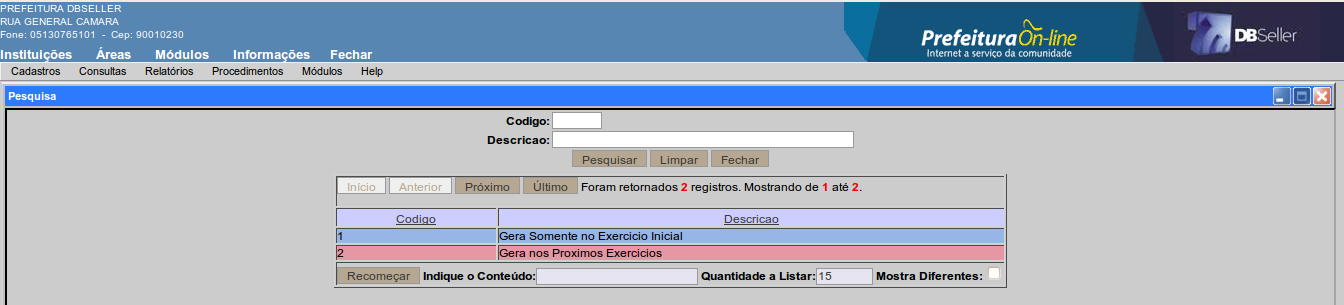 PREFEITURA DBSELLER
RUA GENERAL CAMARA
Fone: 05130765101 - Cep: 90010230
PrefeituraOn-line
Internet a serviço da comunidade
DBSeller
Instituições Áreas Módulos Informações Fechar
Cadastros Consultas Relatórios Procedimentos Módulos Help
Pesquisa
Codigo:
Descricao:
Pesquisar Limpar Fechar
Início Anterior Próximo Último Foram retornados 2 registros. Mostrando de 1 até 2.
Codigo Descricao
1 Gera Somente no Exercicio Inicial
2 Gera nos Proximos Exercicios
Recomeçar Indique o Conteúdo: Quantidade a Listar: 15 Mostra Diferentes: